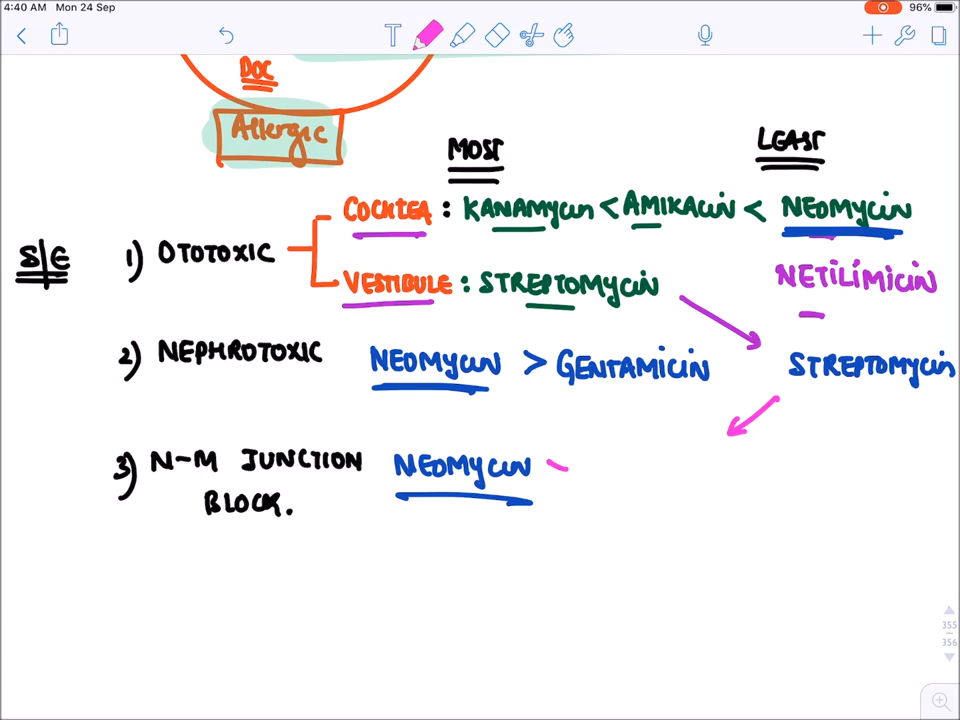 4:40 AM Mon 24 Sep
96%
T
DOC
Allergic
MOST
LEAST
COCHLEA : KANAMYCIN < AMIKACIN < NEOMYCIN
S/E
1) OTOTOXIC
VESTIBULE : STREPTOMYCIN
NETILIMICIN
2) NEPHROTOXIC
NEOMYCIN > GENTAMICIN
STREPTOMYCIN
3) N-M JUNCTION
NEOMYCIN
BLOCK.
355
356